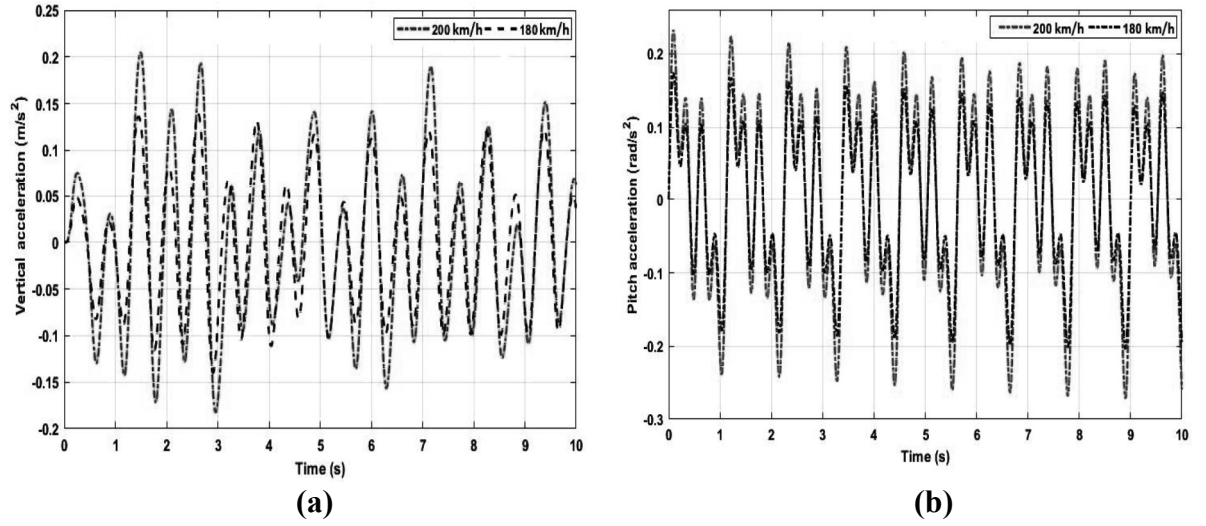 0.25
0.2
0.15
0.1
0.05
0
-0.05
-0.1
-0.15
-0.2
Vertical acceleration (m/s²)
200 km/h 180 km/h
0 1 2 3 4 5 6 7 8 9 10
Time (s)
(a)
0.2
0.1
0
-0.1
-0.2
-0.3
Pitch acceleration (rad/s²)
200 km/h 180 km/h
0 1 2 3 4 5 6 7 8 9 10
Time (s)
(b)